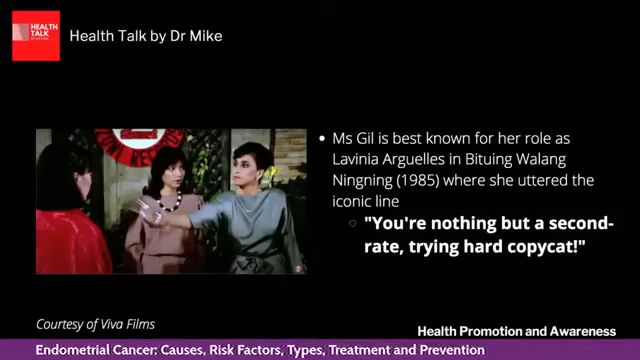 HEALTH
TALK
Health Talk by Dr Mike
• Ms Gil is best known for her role as
Lavinia Arguelles in Bituing Walang
Ningning (1985) where she uttered the
iconic line
○ "You're nothing but a second-
rate, trying hard copycat!"
Courtesy of Viva Films
Health Promotion and Awareness
Endometrial Cancer: Causes, Risk Factors, Types, Treatment and Prevention